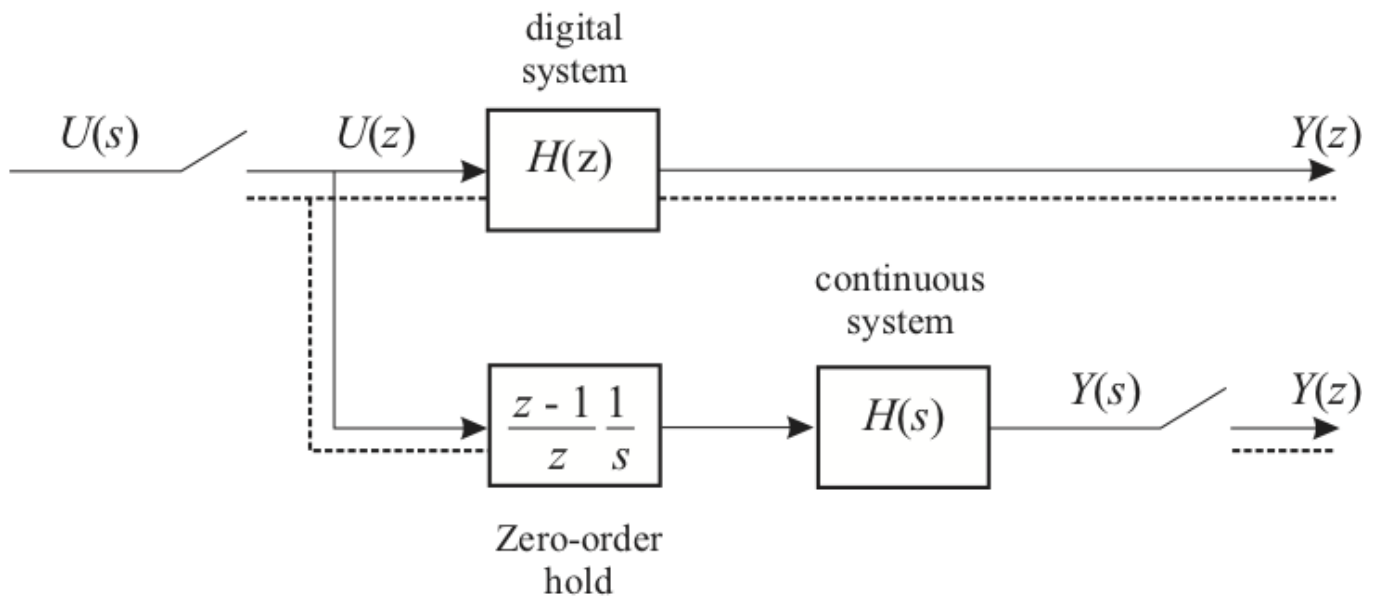 digital
system
U(s)
U(z)
H(z)
Y(z)
continuous
system
z - 1 1
z s
H(s)
Y(s)
Y(z)
Zero-order
hold